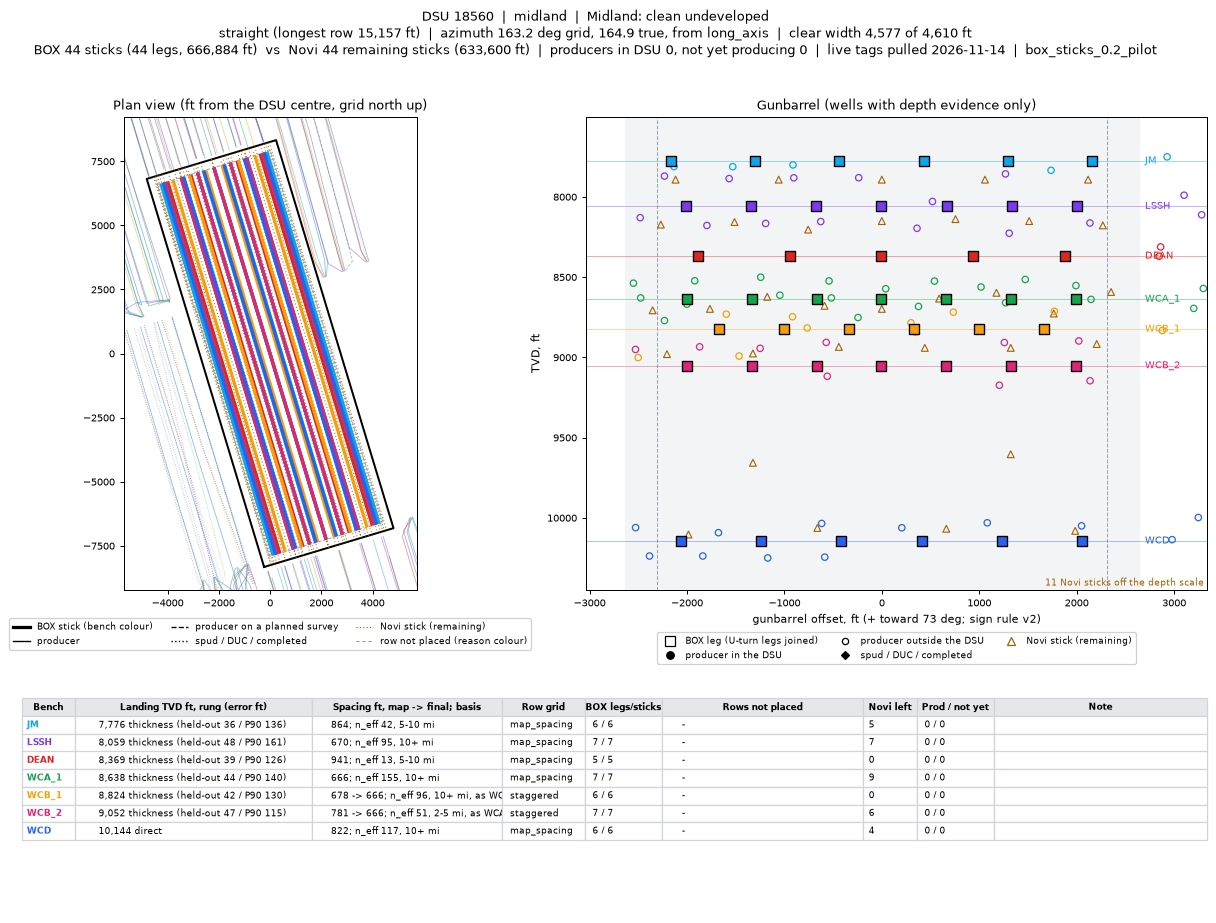 DSU 18560 | midland | Midland: clean undeveloped
straight (longest row 15,157 ft) | azimuth 163.2 deg grid, 164.9 true, from long_axis | clear width 4,577 of 4,610 ft
BOX 44 sticks (44 legs, 666,884 ft) vs Novi 44 remaining sticks (633,600 ft) | producers in DSU 0, not yet producing 0 | live tags pulled 2026-11-14 | box_sticks_0.2_pilot
Plan view (ft from the DSU centre, grid north up)
7500
5000
2500
0
−2500
−5000
−7500
−4000 −2000 0 2000 4000
BOX stick (bench colour)
producer
producer on a planned survey
spud / DUC / completed
Novi stick (remaining)
row not placed (reason colour)
Gunbarrel (wells with depth evidence only)
TVD, ft
8000
8500
9000
9500
10000
JM
LSSH
DEAN
WCA_1
WCB_1
WCB_2
WCD
11 Novi sticks off the depth scale
−3000 −2000 −1000 0 1000 2000 3000
gunbarrel offset, ft (+ toward 73 deg; sign rule v2)
BOX leg (U-turn legs joined)
producer in the DSU
producer outside the DSU
spud / DUC / completed
Novi stick (remaining)
Bench Landing TVD ft, rung (error ft) Spacing ft, map -> final; basis Row grid BOX legs/sticks Rows not placed Novi left Prod / not yet Note
JM 7,776 thickness (held-out 36 / P90 136) 864; n_eff 42, 5-10 mi map_spacing 6 / 6 - 5 0 / 0
LSSH 8,059 thickness (held-out 48 / P90 161) 670; n_eff 95, 10+ mi map_spacing 7 / 7 - 7 0 / 0
DEAN 8,369 thickness (held-out 39 / P90 126) 941; n_eff 13, 5-10 mi map_spacing 5 / 5 - 0 0 / 0
WCA_1 8,638 thickness (held-out 44 / P90 140) 666; n_eff 155, 10+ mi map_spacing 7 / 7 - 9 0 / 0
WCB_1 8,824 thickness (held-out 42 / P90 130) 678 -> 666; n_eff 96, 10+ mi, as WC staggered 6 / 6 - 0 0 / 0
WCB_2 9,052 thickness (held-out 47 / P90 115) 781 -> 666; n_eff 51, 2-5 mi, as WCA staggered 7 / 7 - 6 0 / 0
WCD 10,144 direct 822; n_eff 117, 10+ mi map_spacing 6 / 6 - 4 0 / 0